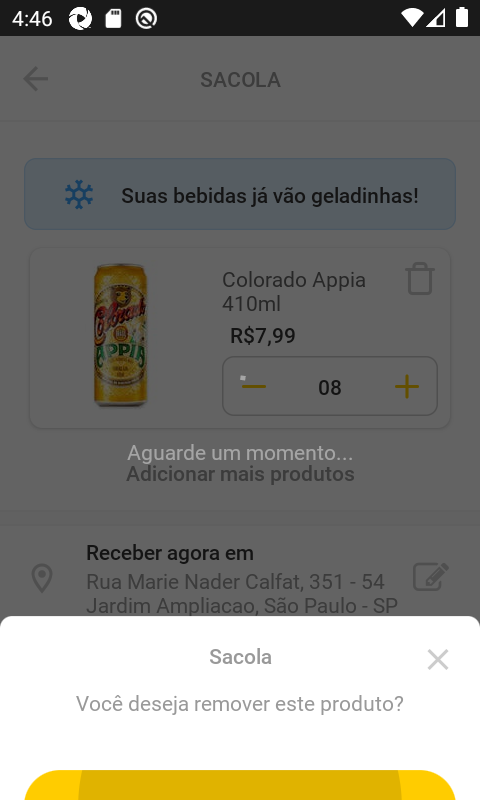 4:46
SACOLA
Suas bebidas já vão geladinhas!
Colorado Appia
410ml
R$7,99
08
Colorado
APPIA
Aguarde um momento...
Adicionar mais produtos
Receber agora em
Rua Marie Nader Calfat, 351 - 54
Jardim Ampliacao, São Paulo - SP
Sacola
Você deseja remover este produto?